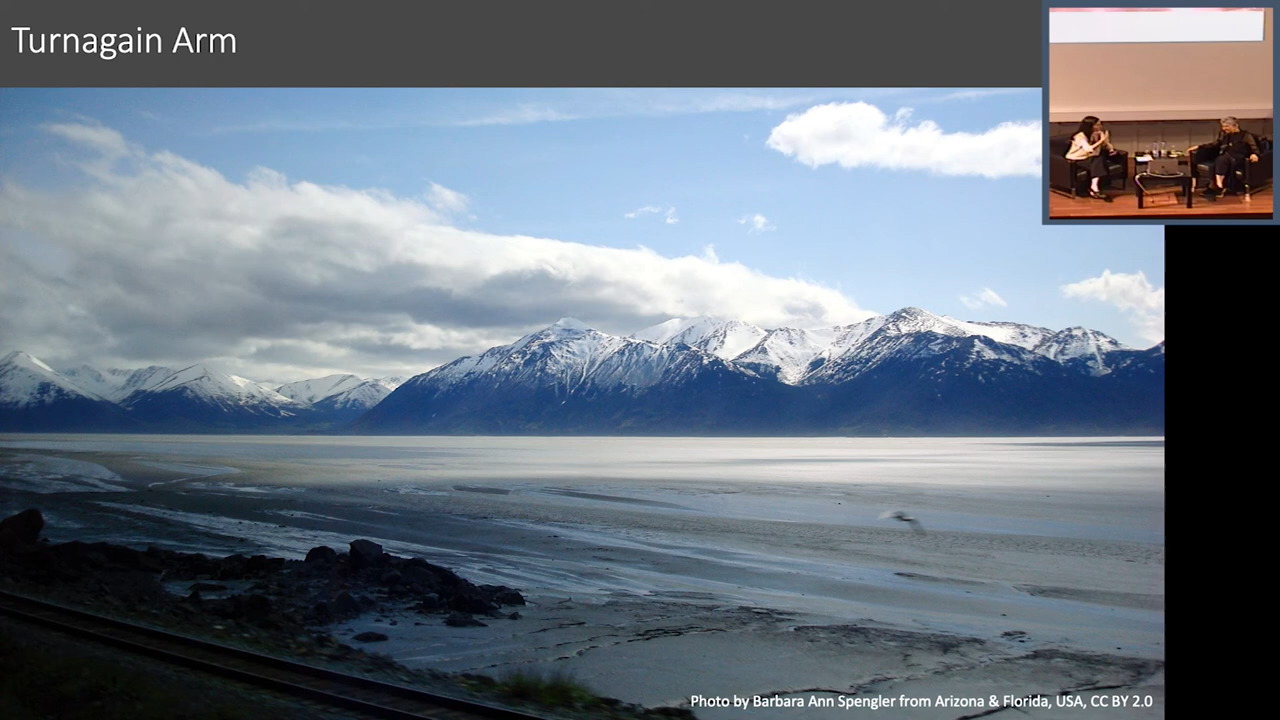 Turnagain Arm
Photo by Barbara Ann Spengler from Arizona & Florida, USA, CC BY 2.0